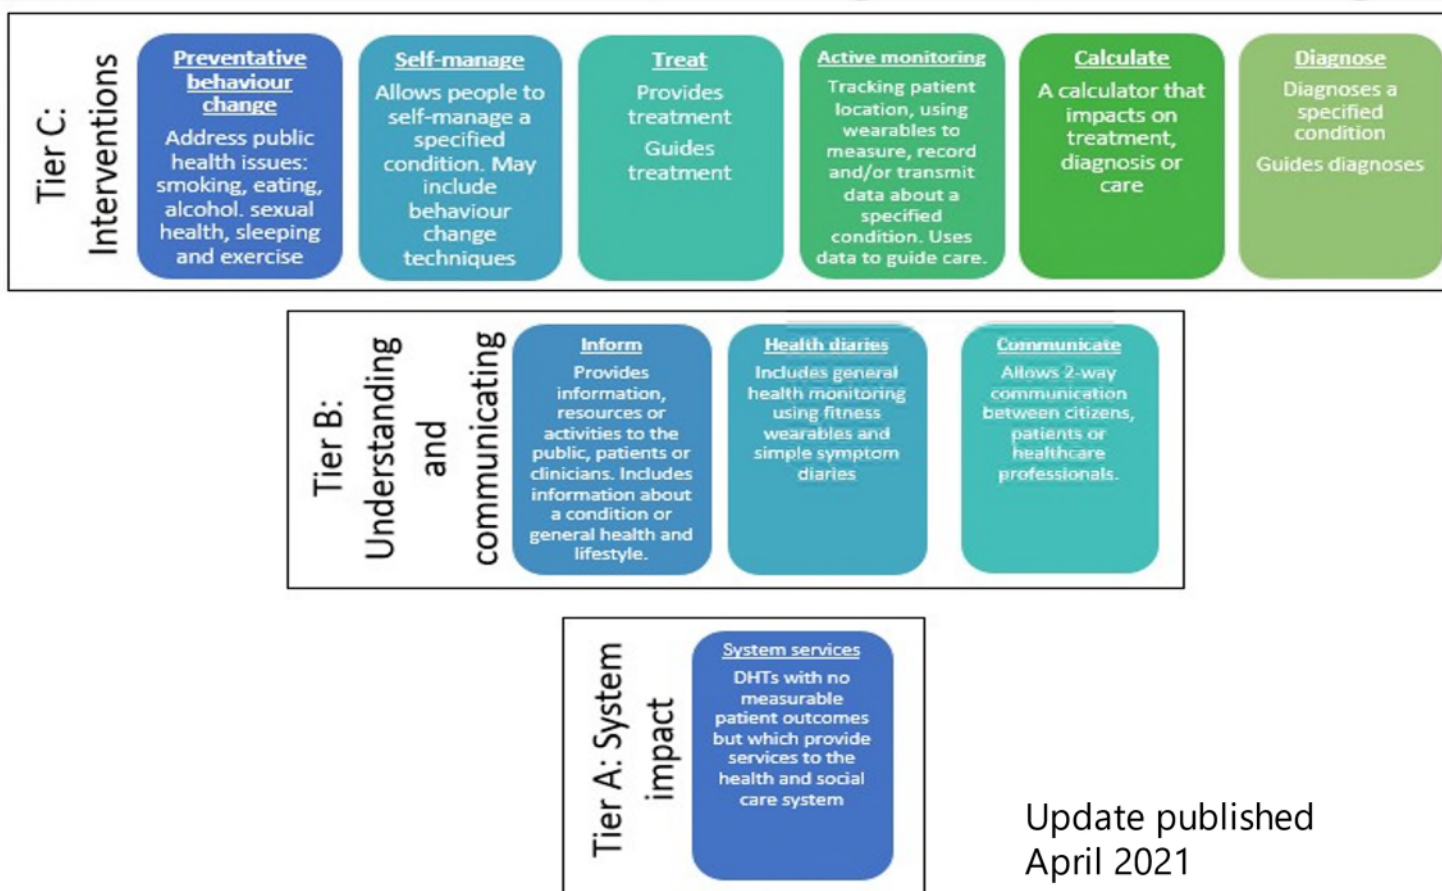 Tier C:
Interventions
Preventative
behaviour
change
Address public
health issues:
smoking, eating,
alcohol. sexual
health, sleeping
and exercise
Self-manage
Allows people to
self-manage a
specified
condition. May
include
behaviour
change
techniques
Treat
Provides
treatment
Guides
treatment
Active monitoring
Tracking patient
location, using
wearables to
measure, record
and/or transmit
data about a
specified
condition. Uses
data to guide care.
Calculate
A calculator that
impacts on
treatment,
diagnosis or
care
Diagnose
Diagnoses a
specified
condition
Guides diagnoses
Tier B:
Understanding
and
communicating
Inform
Provides
information,
resources or
activities to the
public, patients or
clinicians. Includes
information about
a condition or
general health and
lifestyle.
Health diaries
Includes general
health monitoring
using fitness
wearables and
simple symptom
diaries
Communicate
Allows 2-way
communication
between citizens,
patients or
healthcare
professionals.
Tier A: System
impact
System services
DHTs with no
measurable
patient outcomes
but which provide
services to the
health and social
care system
Update published
April 2021